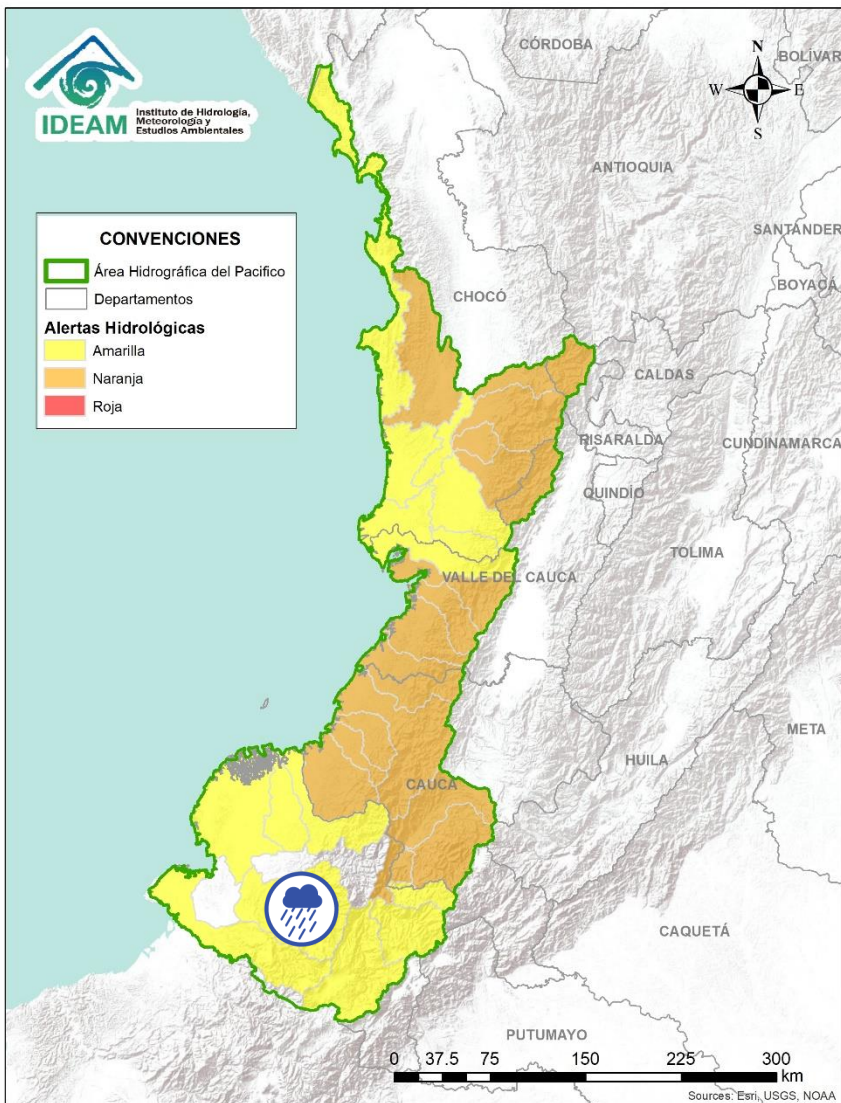 IDEAM
Instituto de Hidrología,
Meteorología y
Estudios Ambientales
CÓRDOBA
BOLÍVAR
N
W
E
S
ANTIOQUIA
SANTANDER
BOYACÁ
CHOCÓ
CALDAS
RISARALDA
CUNDINAMARCA
QUINDÍO
TOLIMA
VALLE DEL CAUCA
META
HUILA
CAUCA
CAQUETÁ
PUTUMAYO
CONVENCIONES
Área Hidrográfica del Pacifico
Departamentos
Alertas Hidrológicas
Amarilla
Naranja
Roja
0 37.5 75 150 225 300
km
Sources: Esri, USGS, NOAA